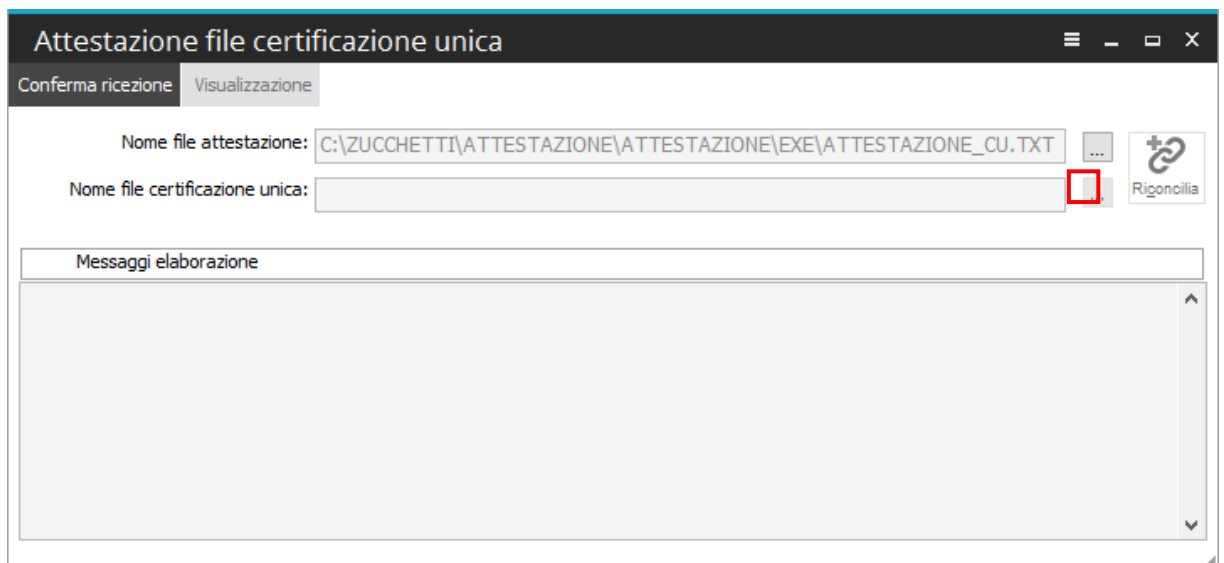 Attestazione file certificazione unica
Conferma ricezione Visualizzazione
Nome file attestazione: C:\ZUCCHETTI\ATTESTAZIONE\ATTESTAZIONE\EXE\ATTESTAZIONE_CU.TXT ...
Nome file certificazione unica: ...
Riconcilia
Messaggi elaborazione